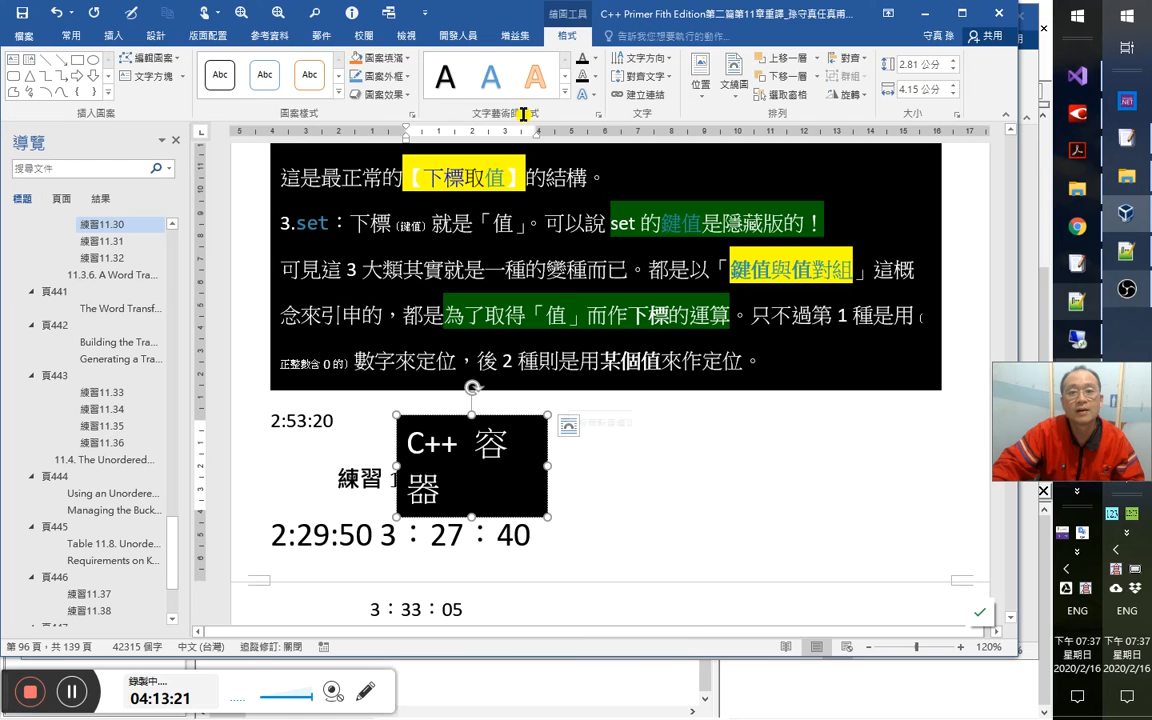 繪圖工具
C++ Primer Fith Edition第二篇第11章重譯_孫守真任真甫...
檔案 常用 插入 設計 版面配置 參考資料 郵件 校閱 檢視 開發人員 增益集 格式 告訴我您想要執行的動作... 守真 孫 共用
編輯圖案
文字方塊
Abc Abc Abc
圖案填滿
圖案外框
圖案效果
A A A
文字方向
對齊文字
建立連結
位置
文繞圖
上移一層
下移一層
選取窗格
對齊
群組
旋轉
2.81 公分
4.15 公分
插入圖案 圖案樣式 文字藝術師 式 文字 排列 大小
導覽
搜尋文件
標題 頁面 結果
練習11.30
練習11.31
練習11.32
11.3.6. A Word Tra...
頁441
The Word Transf...
頁442
Building the Tra...
Generating a Tra...
頁443
練習11.33
練習11.34
練習11.35
練習11.36
11.4. The Unordered...
頁444
Using an Unordere...
Managing the Buck...
頁445
Table 11.8. Unorde...
Requirements on K...
頁446
練習11.37
練習11.38
這是最正常的【下標取值】的結構。
3.set：下標 (鍵值) 就是「值」。可以說 set 的鍵值是隱藏版的！
可見這 3 大類其實就是一種的變種而已。都是以「鍵值與值對組」這概
念來引申的，都是為了取得「值」而作下標的運算。只不過第 1 種是用 (
正整數含 0 的) 數字來定位，後 2 種則是用某個值來作定位。
2:53:20
C++ 容
器
練習 1
2:29:50 3：27：40
3：33：05
第 96 頁，共 139 頁 42315 個字 中文 (台灣) 追蹤修訂: 關閉 120%
錄製中....
04:13:21
ENG ENG
下午 07:37 下午 07:37
星期日 星期日
2020/2/16 2020/2/16